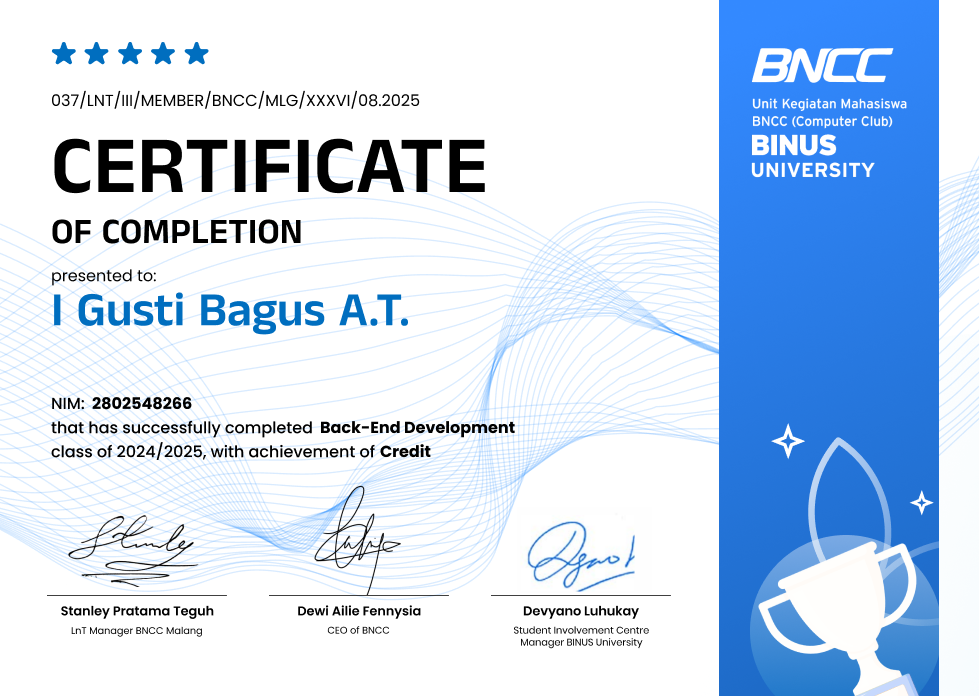 037/LNT/III/MEMBER/BNCC/MLG/XXXVI/08.2025
CERTIFICATE
OF COMPLETION
presented to:
I Gusti Bagus A.T.
NIM: 2802548266
that has successfully completed Back-End Development
class of 2024/2025, with achievement of Credit
Stanley Pratama Teguh
LnT Manager BNCC Malang
Dewi Ailie Fennysia
CEO of BNCC
Devyano Luhukay
Student Involvement Centre
Manager BINUS University
BNCC
Unit Kegiatan Mahasiswa
BNCC (Computer Club)
BINUS
UNIVERSITY